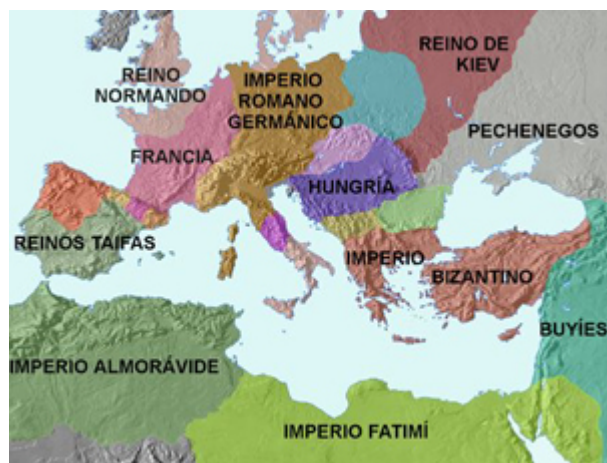 REINO DE
KIEV
REINO
NORMANDO
IMPERIO
ROMANO
GERMÁNICO
PECHENEGOS
FRANCIA
HUNGRÍA
REINOS TAIFAS
IMPERIO
BIZANTINO
BUYÍES
IMPERIO ALMORÁVIDE
IMPERIO FATIMÍ